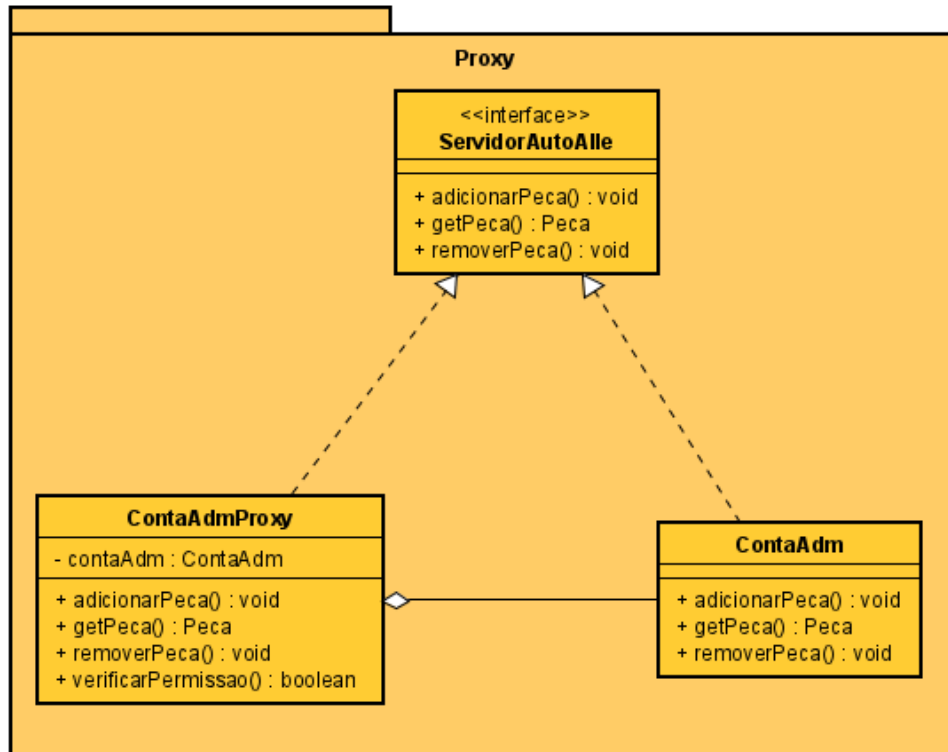 Proxy
<<interface>>
ServidorAutoAlle
+ adicionarPeca() : void
+ getPeca() : Peca
+ removerPeca() : void
ContaAdmProxy
- contaAdm : ContaAdm
+ adicionarPeca() : void
+ getPeca() : Peca
+ removerPeca() : void
+ verificarPermissao() : boolean
ContaAdm
+ adicionarPeca() : void
+ getPeca() : Peca
+ removerPeca() : void